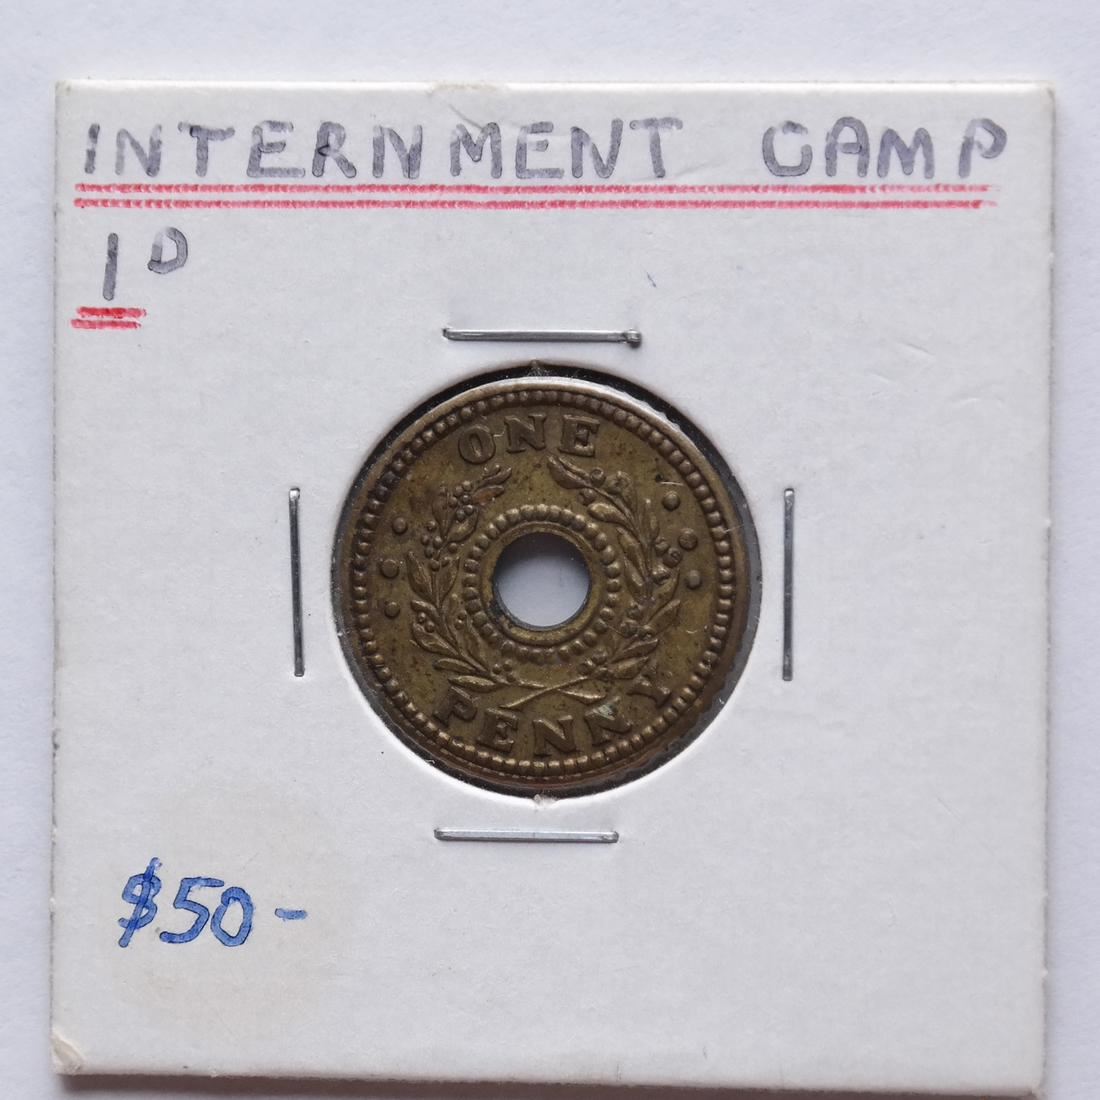 INTERNMENT CAMP
1D
ONE
PENNY
$50-